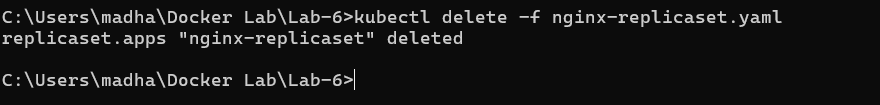 C:\Users\madha\Docker Lab\Lab-6>kubectl delete -f nginx-replicaset.yaml
replicaset.apps "nginx-replicaset" deleted
C:\Users\madha\Docker Lab\Lab-6>